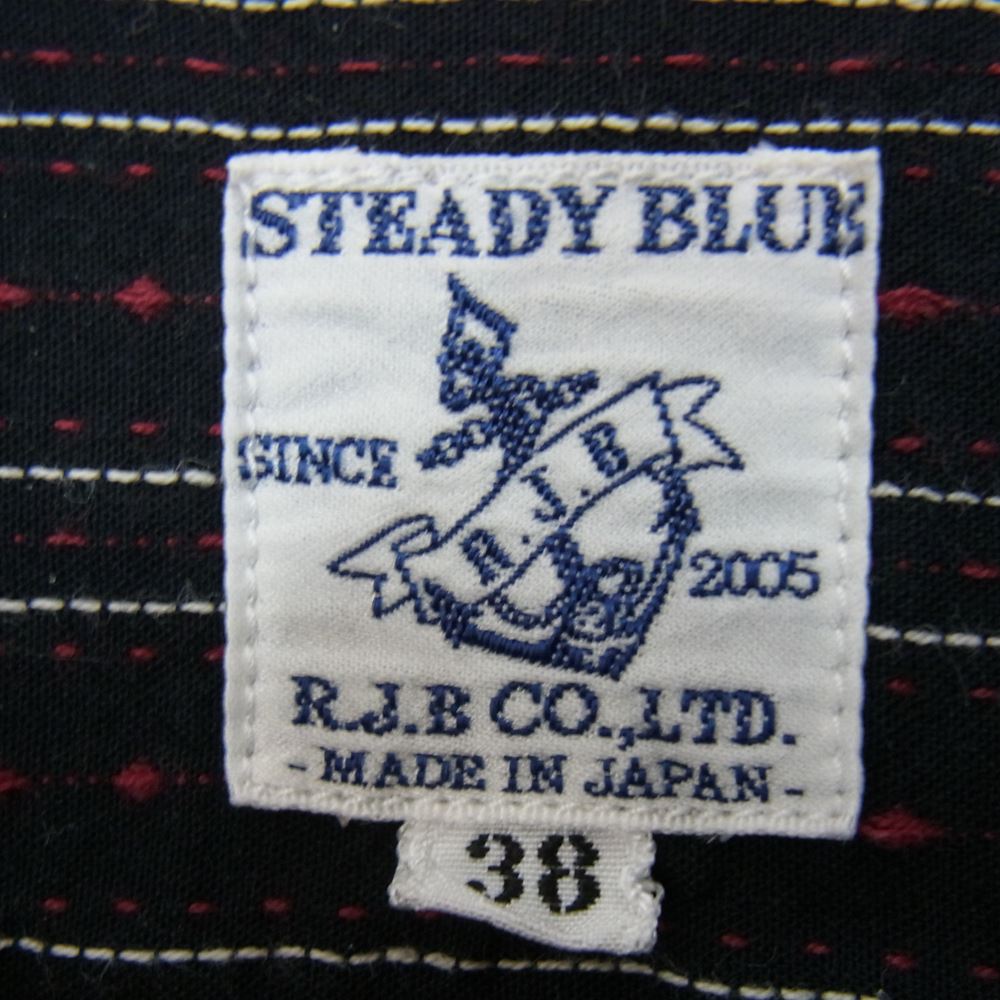 STEADY BLUE
SINCE
R.J.B
2005
R.J.B CO.,LTD.
-MADE IN JAPAN-
38